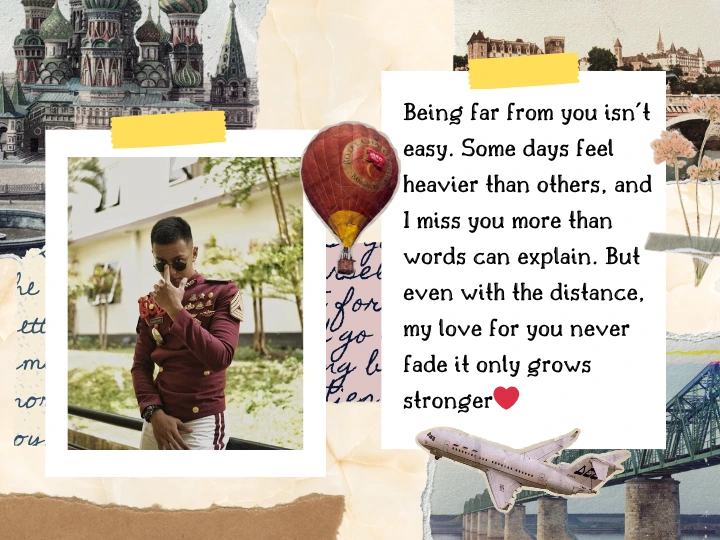 Being far from you isn't
easy. Some days feel
heavier than others, and
I miss you more than
words can explain. But
even with the distance,
my love for you never
fade it only grows
stronger❤